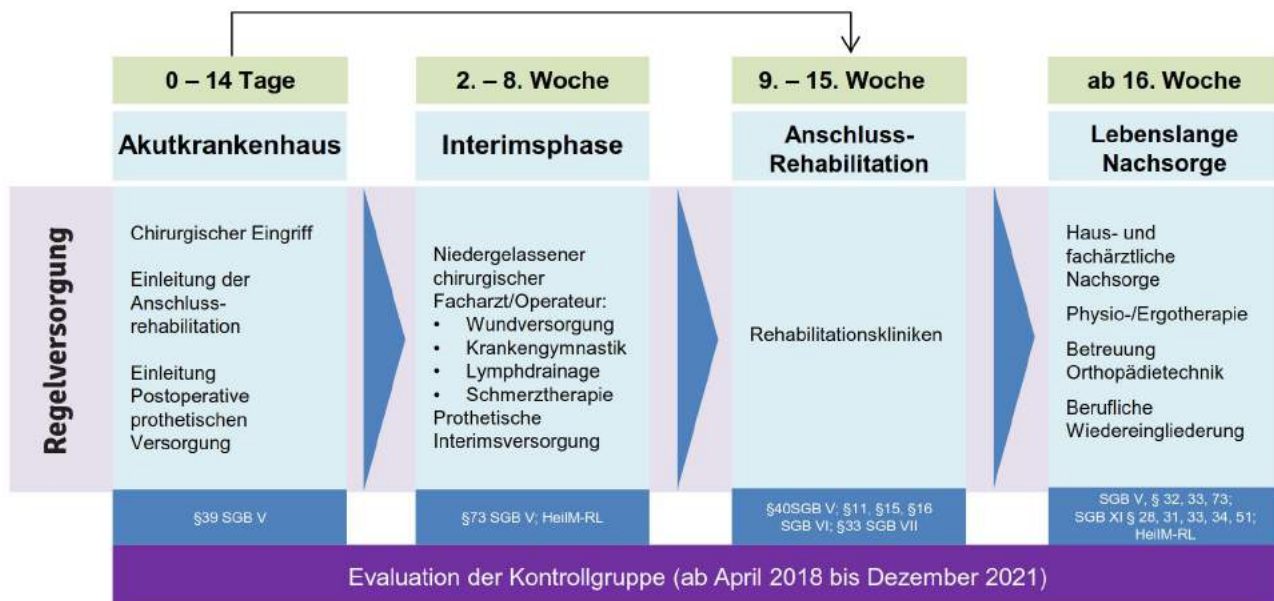 0 – 14 Tage
Akutkrankenhaus
2. – 8. Woche
Interimsphase
9. – 15. Woche
Anschluss-
Rehabilitation
ab 16. Woche
Lebenslange
Nachsorge
Regelversorgung
Chirurgischer Eingriff
Einleitung der
Anschluss-
rehabilitation
Einleitung
Postoperative
prothetischen
Versorgung
Niedergelassener
chirurgischer
Facharzt/Operateur:
• Wundversorgung
• Krankengymnastik
• Lymphdrainage
• Schmerztherapie
Prothetische
Interimsversorgung
Rehabilitationskliniken
Haus- und
fachärztliche
Nachsorge
Physio-/Ergotherapie
Betreuung
Orthopädietechnik
Berufliche
Wiedereingliederung
§39 SGB V
§73 SGB V; HeilM-RL
§40SGB V; §11, §15, §16
SGB VI; §33 SGB VII
SGB V, § 32, 33, 73;
SGB XI § 28, 31, 33, 34, 51;
HeilM-RL
Evaluation der Kontrollgruppe (ab April 2018 bis Dezember 2021)